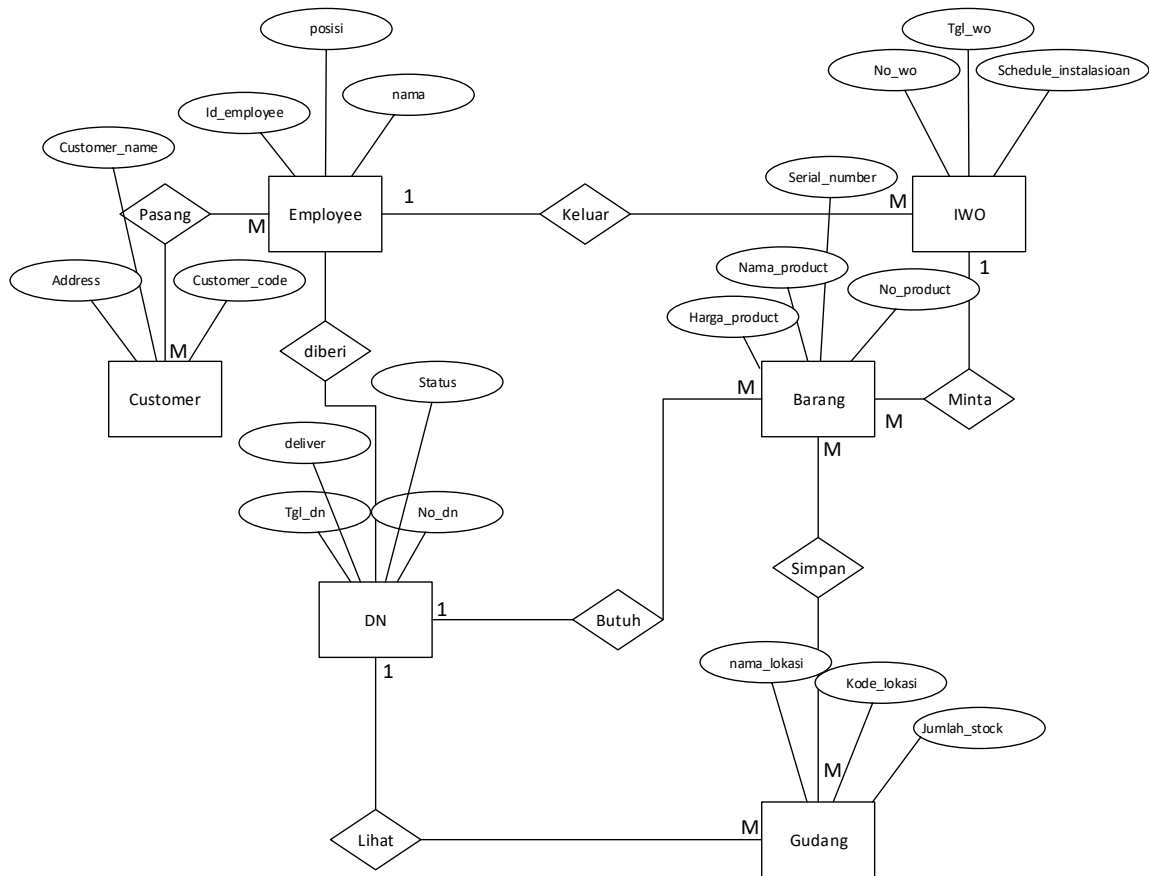 posisi
Tgl_wo
No_wo
Schedule_instalasioan
nama
Id_employee
Customer_name
Serial_number
Pasang
M
Employee
1
Keluar
M
IWO
1
Address
Customer_code
Nama_product
No_product
Harga_product
diberi
M
Customer
Status
M
Barang
M
Minta
M
deliver
Tgl_dn
No_dn
Simpan
DN
1
Butuh
1
nama_lokasi
Kode_lokasi
Jumlah_stock
M
Lihat
M
Gudang